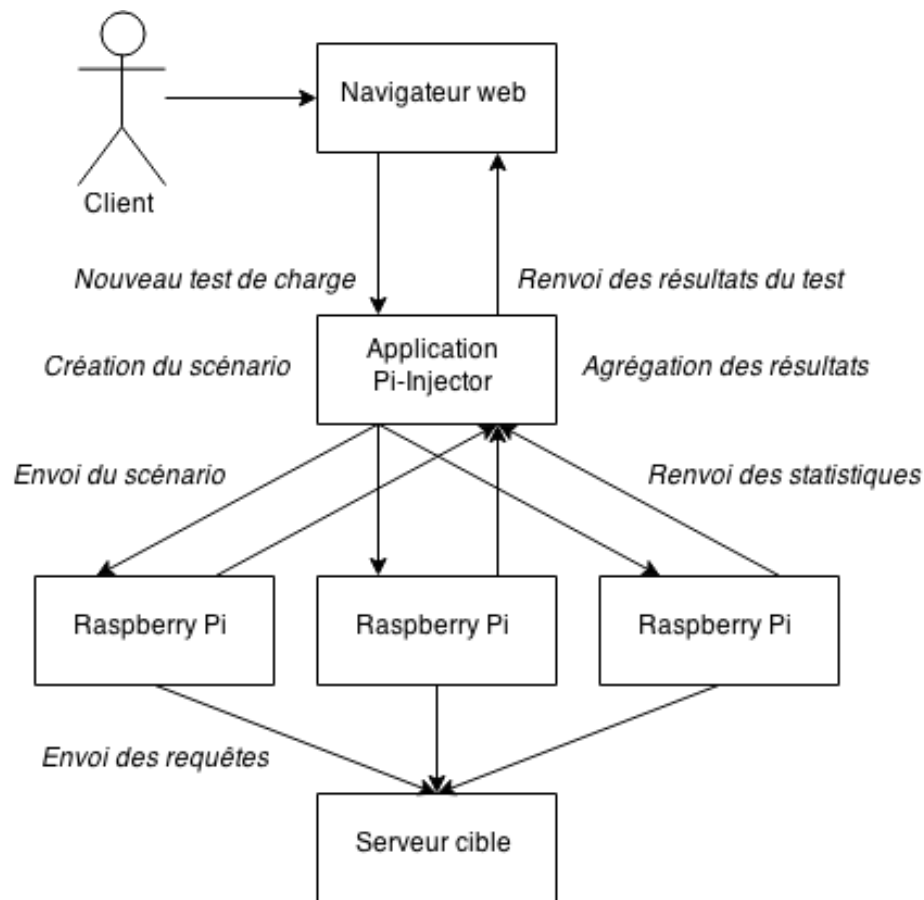 Navigateur web
Client
Nouveau test de charge
Renvoi des résultats du test
Création du scénario
Application
Pi-Injector
Agrégation des résultats
Envoi du scénario
Renvoi des statistiques
Raspberry Pi
Raspberry Pi
Raspberry Pi
Envoi des requêtes
Serveur cible